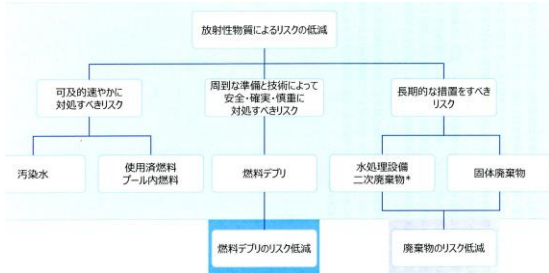 放射性物質によるリスクの低減
可及的速やかに
対処すべきリスク
周到な準備と技術によって
安全・確実・慎重に
対処すべきリスク
長期的な措置をすべき
リスク
汚染水
使用済燃料
プール内燃料
燃料デブリ
水処理設備
二次廃棄物*
固体廃棄物
燃料デブリのリスク低減
廃棄物のリスク低減